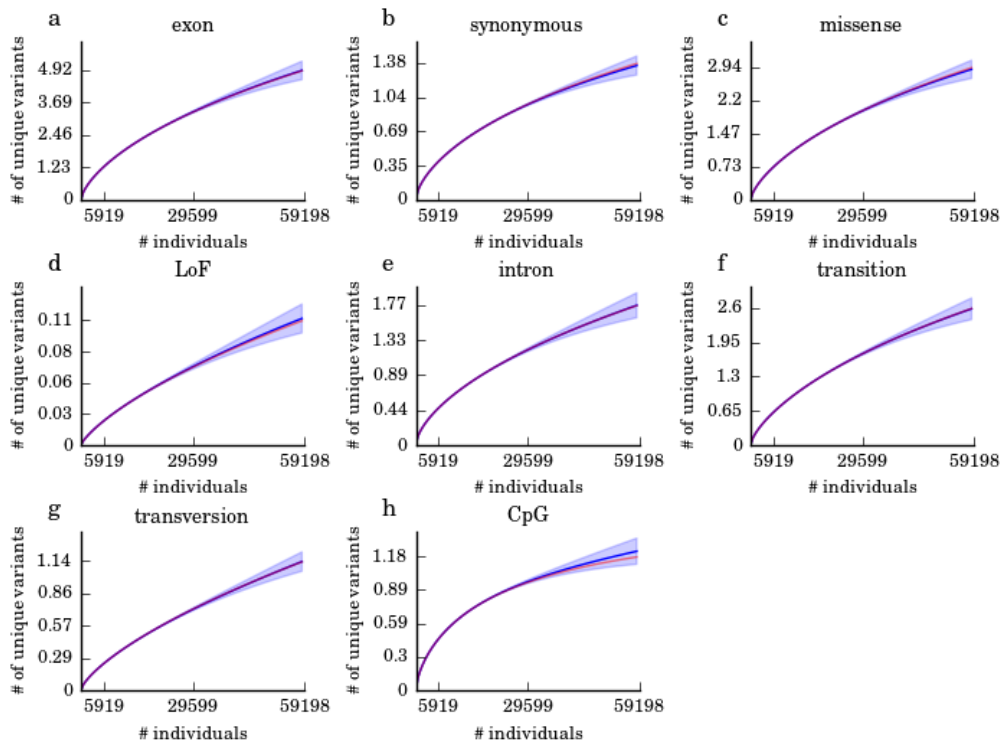 a exon
# of unique variants
4.92
3.69
2.46
1.23
0
5919 29599 59198
# individuals
b synonymous
# of unique variants
1.38
1.04
0.69
0.35
0
5919 29599 59198
# individuals
c missense
# of unique variants
2.94
2.2
1.47
0.73
0
5919 29599 59198
# individuals
d LoF
# of unique variants
0.11
0.08
0.06
0.03
0
5919 29599 59198
# individuals
e intron
# of unique variants
1.77
1.33
0.89
0.44
0
5919 29599 59198
# individuals
f transition
# of unique variants
2.6
1.95
1.3
0.65
0
5919 29599 59198
# individuals
g transversion
# of unique variants
1.14
0.86
0.57
0.29
0
5919 29599 59198
# individuals
h CpG
# of unique variants
1.18
0.89
0.59
0.3
0
5919 29599 59198
# individuals